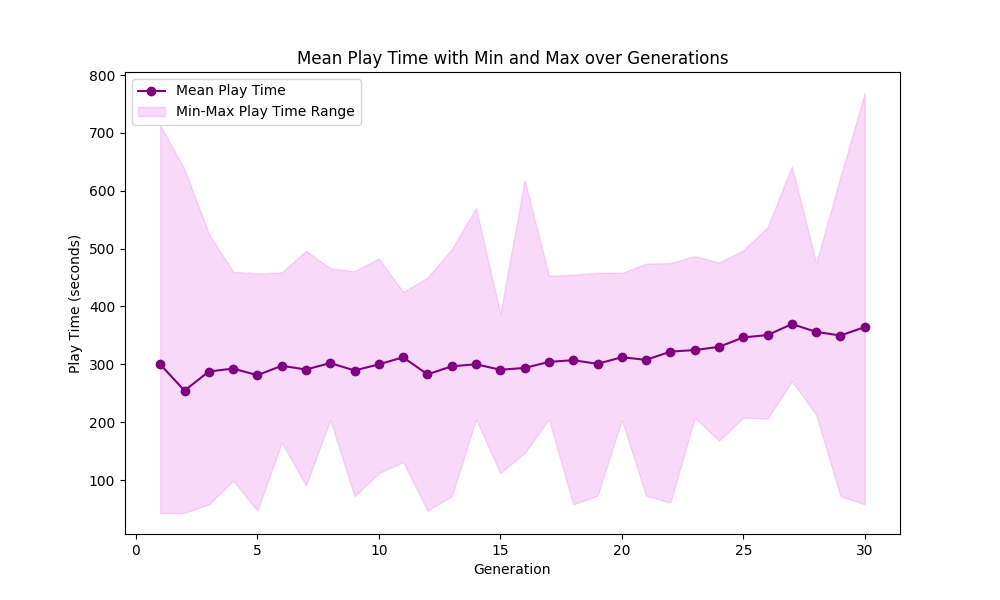 Mean Play Time with Min and Max over Generations
Mean Play Time
Min-Max Play Time Range
Play Time (seconds)
800
700
600
500
400
300
200
100
0 5 10 15 20 25 30
Generation